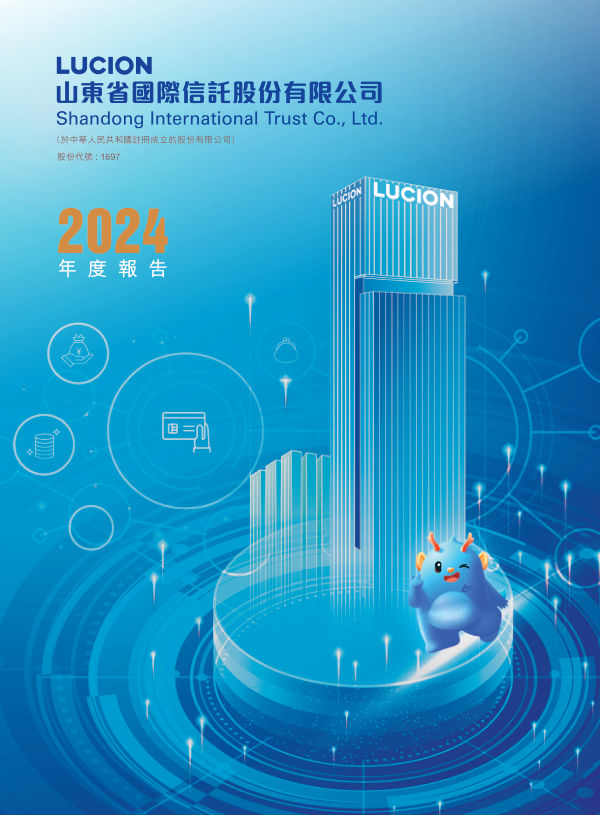 LUCION
山東省國際信託股份有限公司
Shandong International Trust Co., Ltd.
（於中華人民共和國註冊成立的股份有限公司）
股份代號 : 1697
2024
年度報告
LUCION
LUCION